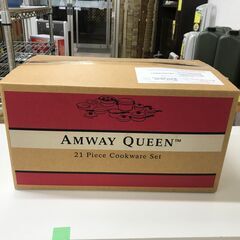 AMWAY QUEEN™
21 Piece Cookware Set